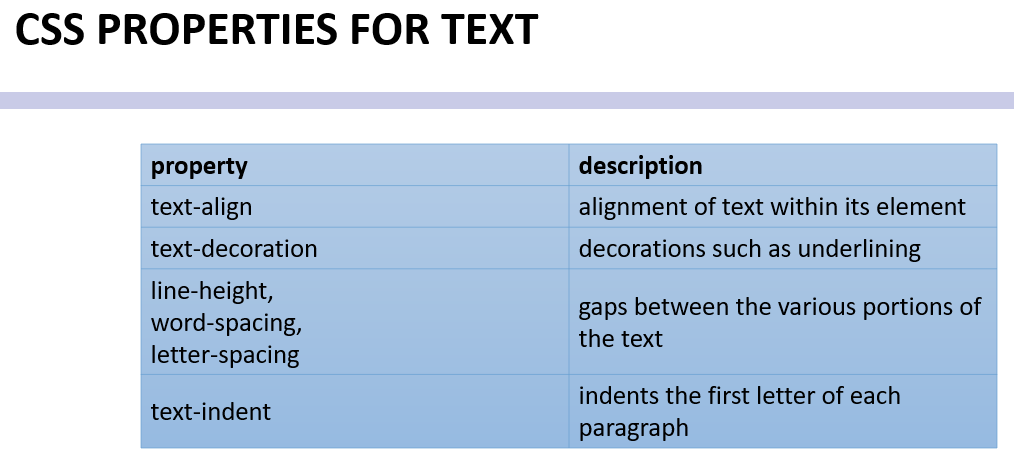 CSS PROPERTIES FOR TEXT
property
description
text-align
alignment of text within its element
text-decoration
decorations such as underlining
line-height,
word-spacing,
letter-spacing
gaps between the various portions of
the text
text-indent
indents the first letter of each
paragraph